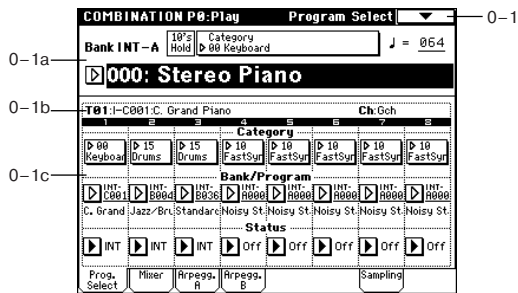 COMBINATION P0:Play Program Select 0–1
Bank INT–A 10's Hold Category 00 Keyboard ♩ = 064
0–1a
000: Stereo Piano
0–1b
T01:I–C001:C. Grand Piano Ch:Gch
1 2 3 4 5 6 7 8
Category
00 Keyboar 15 Drums 15 Drums 10 FastSyn 10 FastSyn 10 FastSyn 10 FastSyn 10 FastSyn
0–1c
Bank/Program
INT-C001 INT-B004 INT-B036 INT-A000 INT-A000 INT-A000 INT-A000 INT-A000
C. Grand Jazz/Bru Standard Noisy St Noisy St Noisy St Noisy St Noisy St
Status
INT INT INT Off Off Off Off Off
Prog. Select Mixer Arpegg. A Arpegg. B Sampling